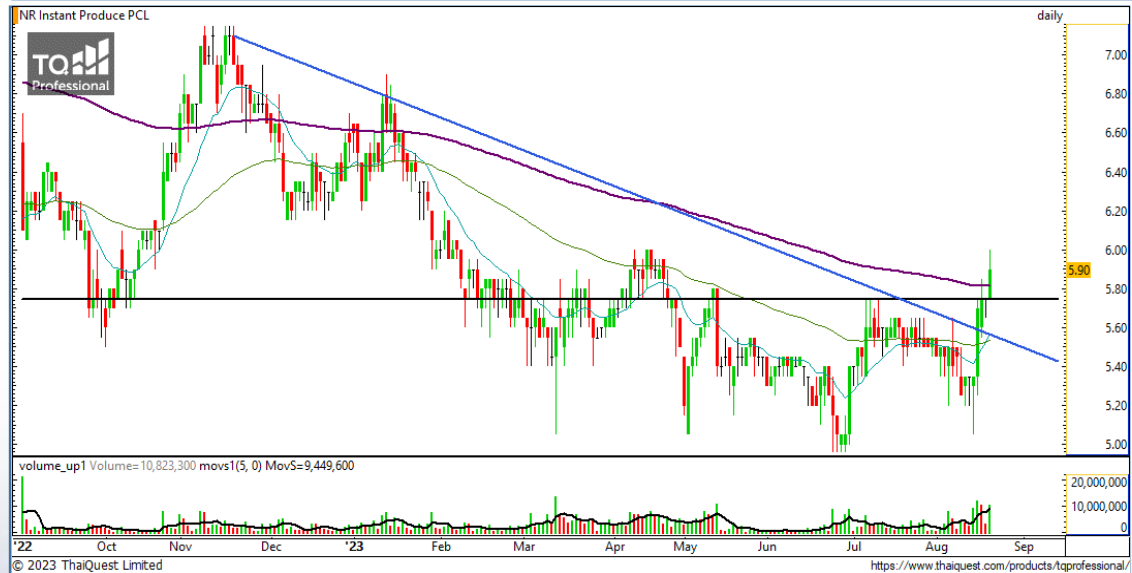 NR Instant Produce PCL daily
TQ
Professional
7.00
6.80
6.60
6.40
6.20
6.00
5.90
5.80
5.60
5.40
5.20
5.00
volume_up1 Volume=10,823,300 movs1(5, 0) MovS=9,449,600
20,000,000
10,000,000
0
'22 Oct Nov Dec '23 Feb Mar Apr May Jun Jul Aug Sep
© 2023 ThaiQuest Limited https://www.thaiquest.com/products/tqprofessional/